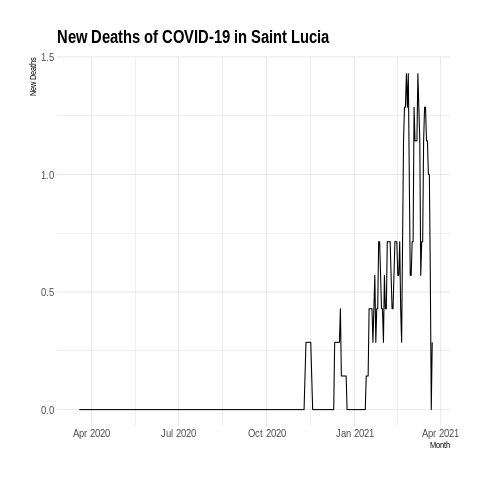 New Deaths of COVID-19 in Saint Lucia
New Deaths
1.5
1.0
0.5
0.0
Apr 2020 Jul 2020 Oct 2020 Jan 2021 Apr 2021
Month